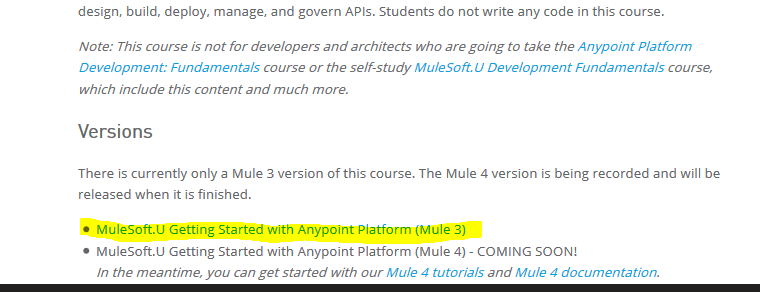 design, build, deploy, manage, and govern APIs. Students do not write any code in this course.
Note: This course is not for developers and architects who are going to take the Anypoint Platform
Development: Fundamentals course or the self-study MuleSoft.U Development Fundamentals course,
which include this content and much more.
Versions
There is currently only a Mule 3 version of this course. The Mule 4 version is being recorded and will be
released when it is finished.
• MuleSoft.U Getting Started with Anypoint Platform (Mule 3)
• MuleSoft.U Getting Started with Anypoint Platform (Mule 4) - COMING SOON!
In the meantime, you can get started with our Mule 4 tutorials and Mule 4 documentation.